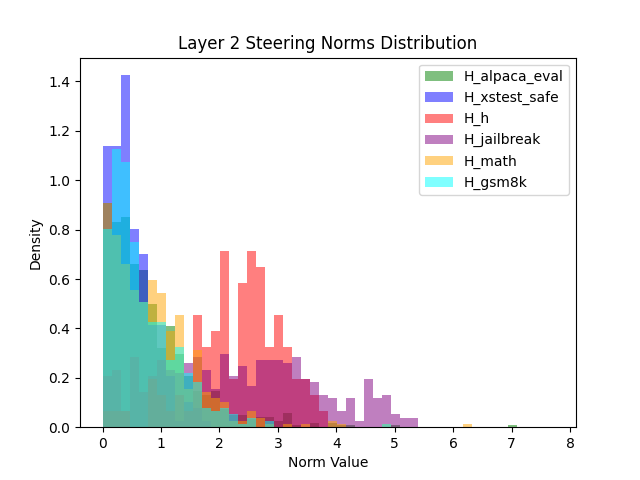 Layer 2 Steering Norms Distribution
H_alpaca_eval
H_xstest_safe
H_h
H_jailbreak
H_math
H_gsm8k
Density
1.4
1.2
1.0
0.8
0.6
0.4
0.2
0.0
0 1 2 3 4 5 6 7 8
Norm Value